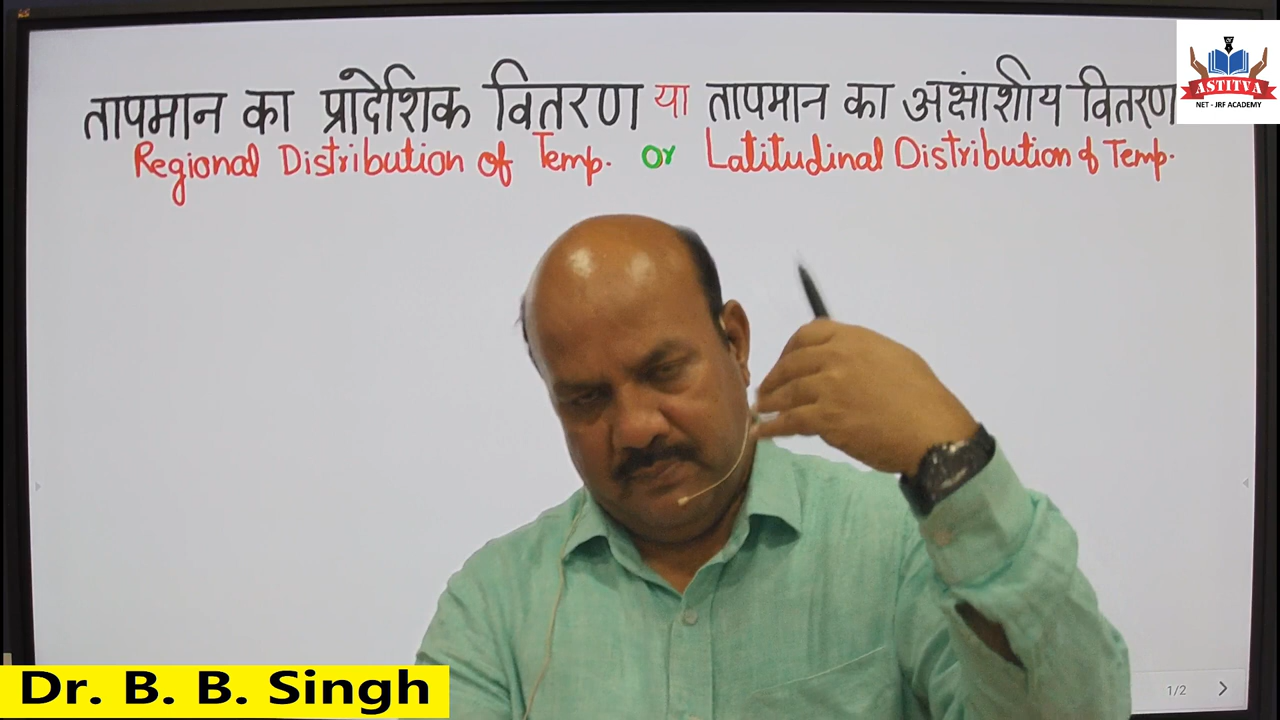 तापमान का प्रादेशिक वितरण या तापमान का अक्षांशीय वितरण
Regional Distribution of Temp. or Latitudinal Distribution of Temp.
ASTITVA
NET - JRF ACADEMY
Dr. B. B. Singh
1/2